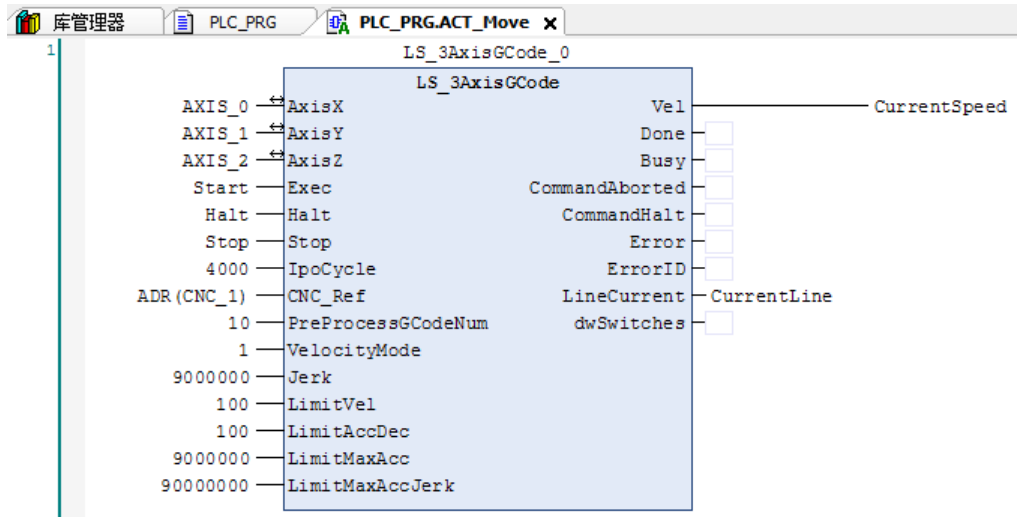 库管理器 PLC_PRG PLC_PRG.ACT_Move x
1
LS_3AxisGCode_0
LS_3AxisGCode
AXIS_0 AxisX Vel CurrentSpeed
AXIS_1 AxisY Done
AXIS_2 AxisZ Busy
Start Exec CommandAborted
Halt Halt CommandHalt
Stop Stop Error
4000 IpoCycle ErrorID
ADR(CNC_1) CNC_Ref LineCurrent CurrentLine
10 PreProcessGCodeNum dwSwitches
1 VelocityMode
9000000 Jerk
100 LimitVel
100 LimitAccDec
9000000 LimitMaxAcc
90000000 LimitMaxAccJerk